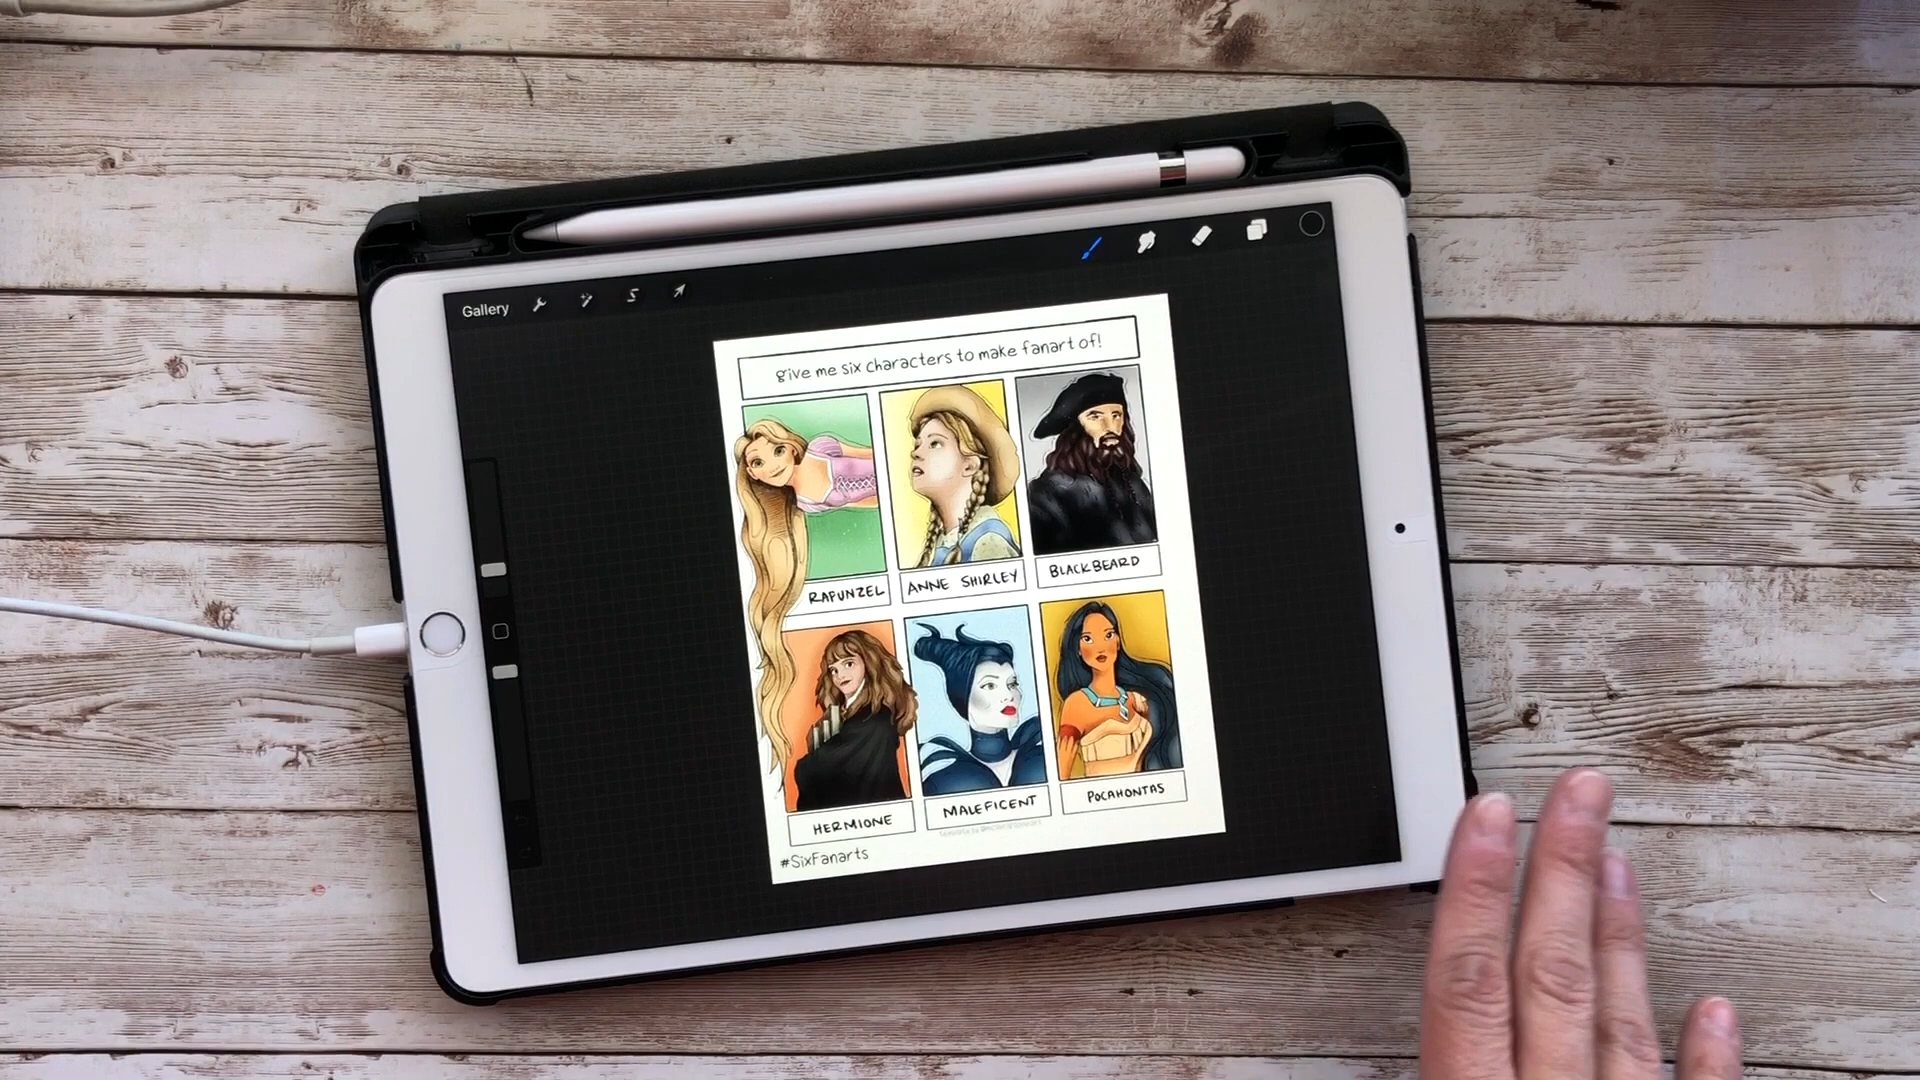 Gallery
give me six characters to make fanart of!
RAPUNZEL
ANNE SHIRLEY
BLACKBEARD
HERMIONE
MALEFICENT
POCAHONTAS
#SixFanarts